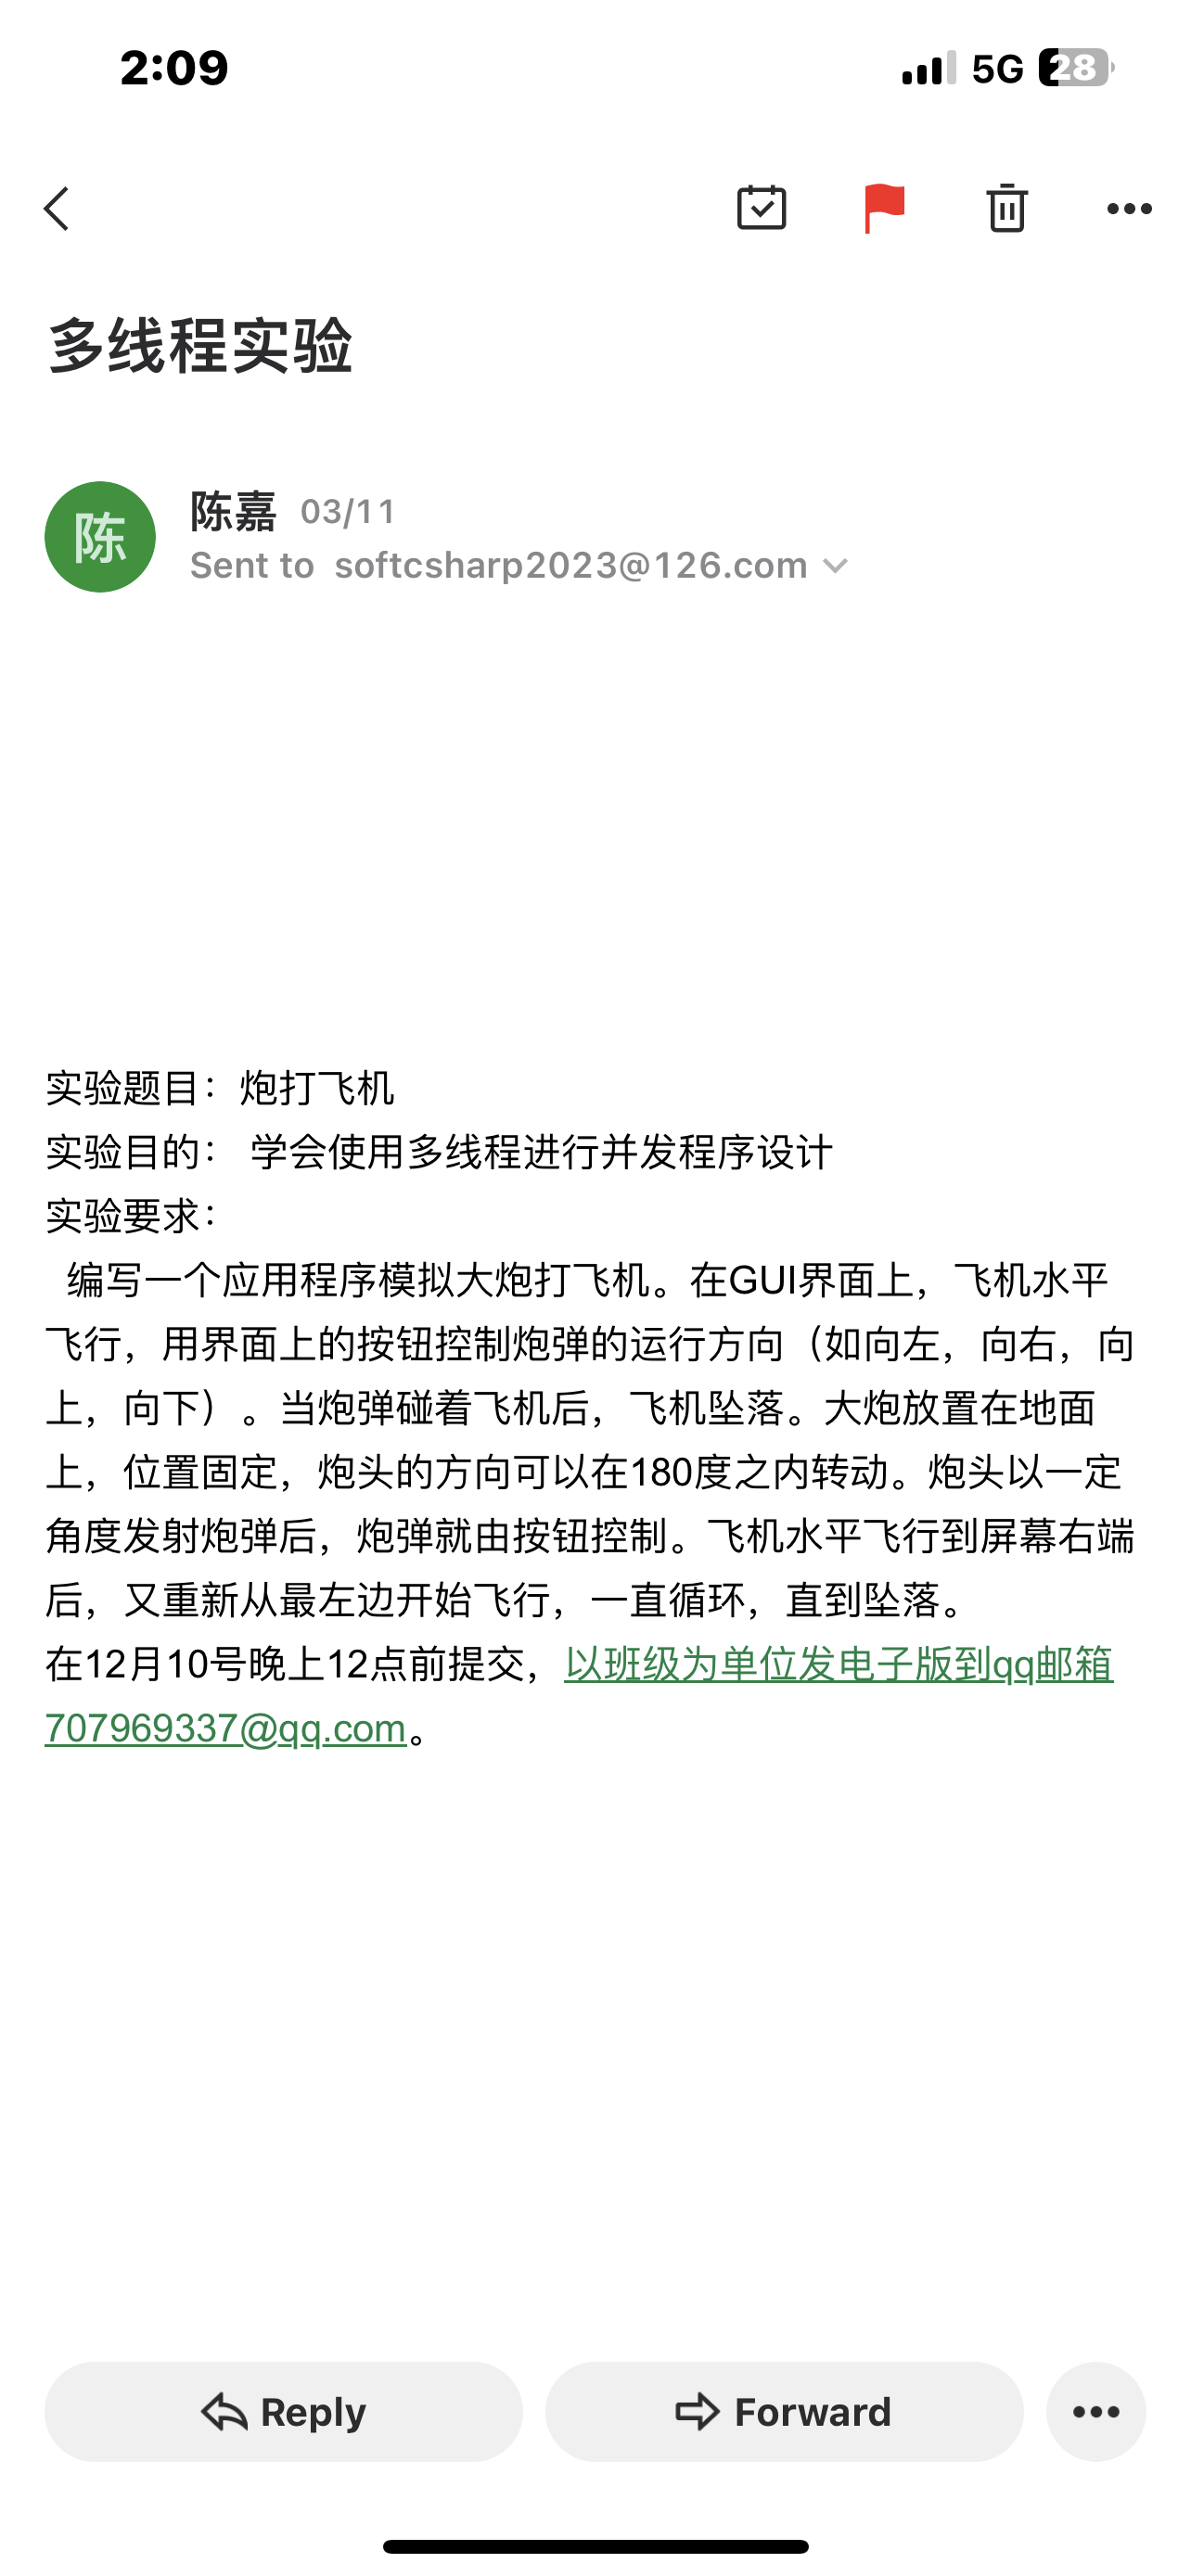 2:09
5G 28
多线程实验
陈
陈嘉 03/11
Sent to softcsharp2023@126.com
实验题目：炮打飞机
实验目的： 学会使用多线程进行并发程序设计
实验要求：
编写一个应用程序模拟大炮打飞机。在GUI界面上，飞机水平
飞行，用界面上的按钮控制炮弹的运行方向（如向左，向右，向
上，向下）。当炮弹碰着飞机后，飞机坠落。大炮放置在地面
上，位置固定，炮头的方向可以在180度之内转动。炮头以一定
角度发射炮弹后，炮弹就由按钮控制。飞机水平飞行到屏幕右端
后，又重新从最左边开始飞行，一直循环，直到坠落。
在12月10号晚上12点前提交，以班级为单位发电子版到qq邮箱
707969337@qq.com。
Reply
Forward